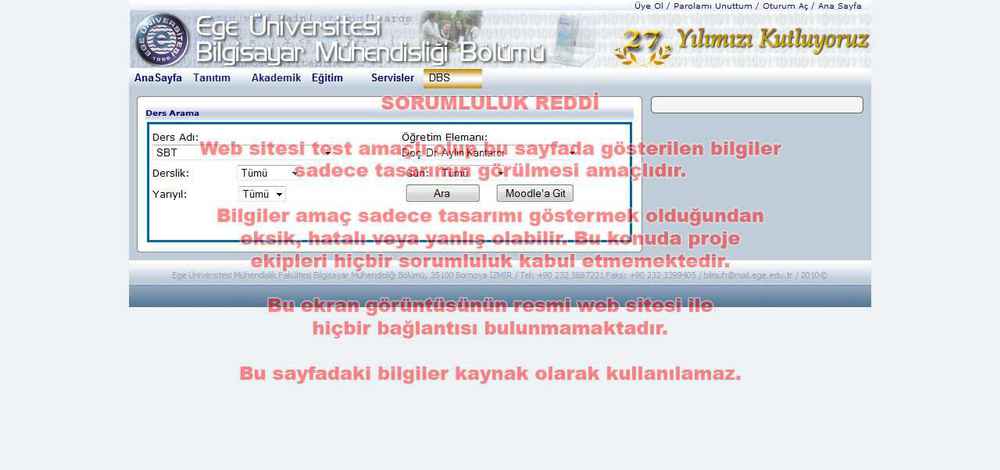 Üye Ol / Parolamı Unuttum / Oturum Aç / Ana Sayfa
EGE ÜNİVERSİTESİ 1955
Ege Üniversitesi
Bilgisayar Mühendisliği Bölümü
27. Yılımızı Kutluyoruz
AnaSayfa Tanıtım Akademik Eğitim Servisler DBS
SORUMLULUK REDDİ
Ders Arama
Ders Adı: Öğretim Elemanı:
Web sitesi test amaçlı olup bu sayfada gösterilen bilgiler
SBT Doç. Dr. Aylin Kantarcı
sadece tasarımın görülmesi amaçlıdır.
Derslik: Tümü Gün: Tümü
Yarıyıl: Tümü Ara Moodle'a Git
Bilgiler amaç sadece tasarımı göstermek olduğundan
eksik, hatalı veya yanlış olabilir. Bu konuda proje
ekipleri hiçbir sorumluluk kabul etmemektedir.
Ege Üniversitesi Mühendislik Fakültesi Bilgisayar Mühendisliği Bölümü, 35100 Bornova İZMİR / Tel: +90 232 3887221 Faks: +90 232 3399405 / bilmuh@mail.ege.edu.tr / 2010©
Bu ekran görüntüsünün resmi web sitesi ile
hiçbir bağlantısı bulunmamaktadır.
Bu sayfadaki bilgiler kaynak olarak kullanılamaz.